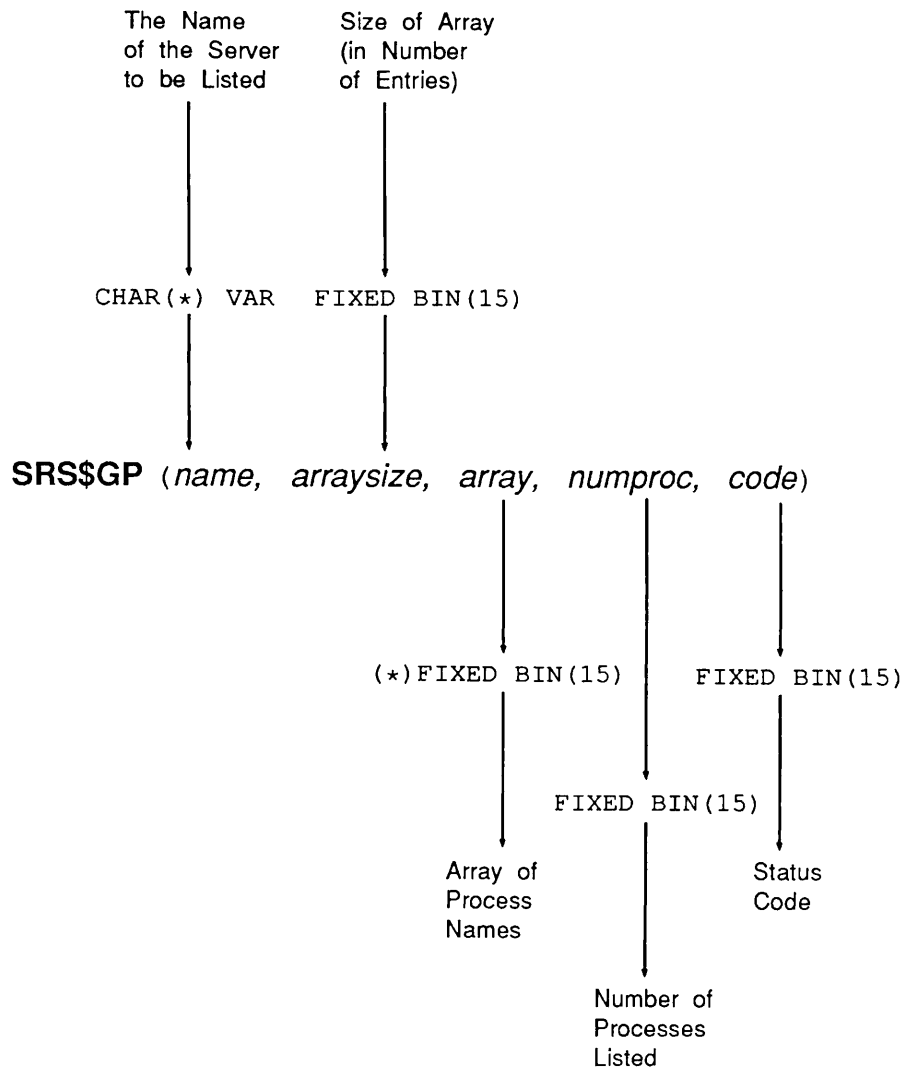 The Name
of the Server
to be Listed
Size of Array
(in Number
of Entries)
CHAR(*) VAR
FIXED BIN(15)
SRS$GP (name, arraysize, array, numproc, code)
(*)FIXED BIN(15)
FIXED BIN(15)
FIXED BIN(15)
Array of
Process
Names
Status
Code
Number of
Processes
Listed